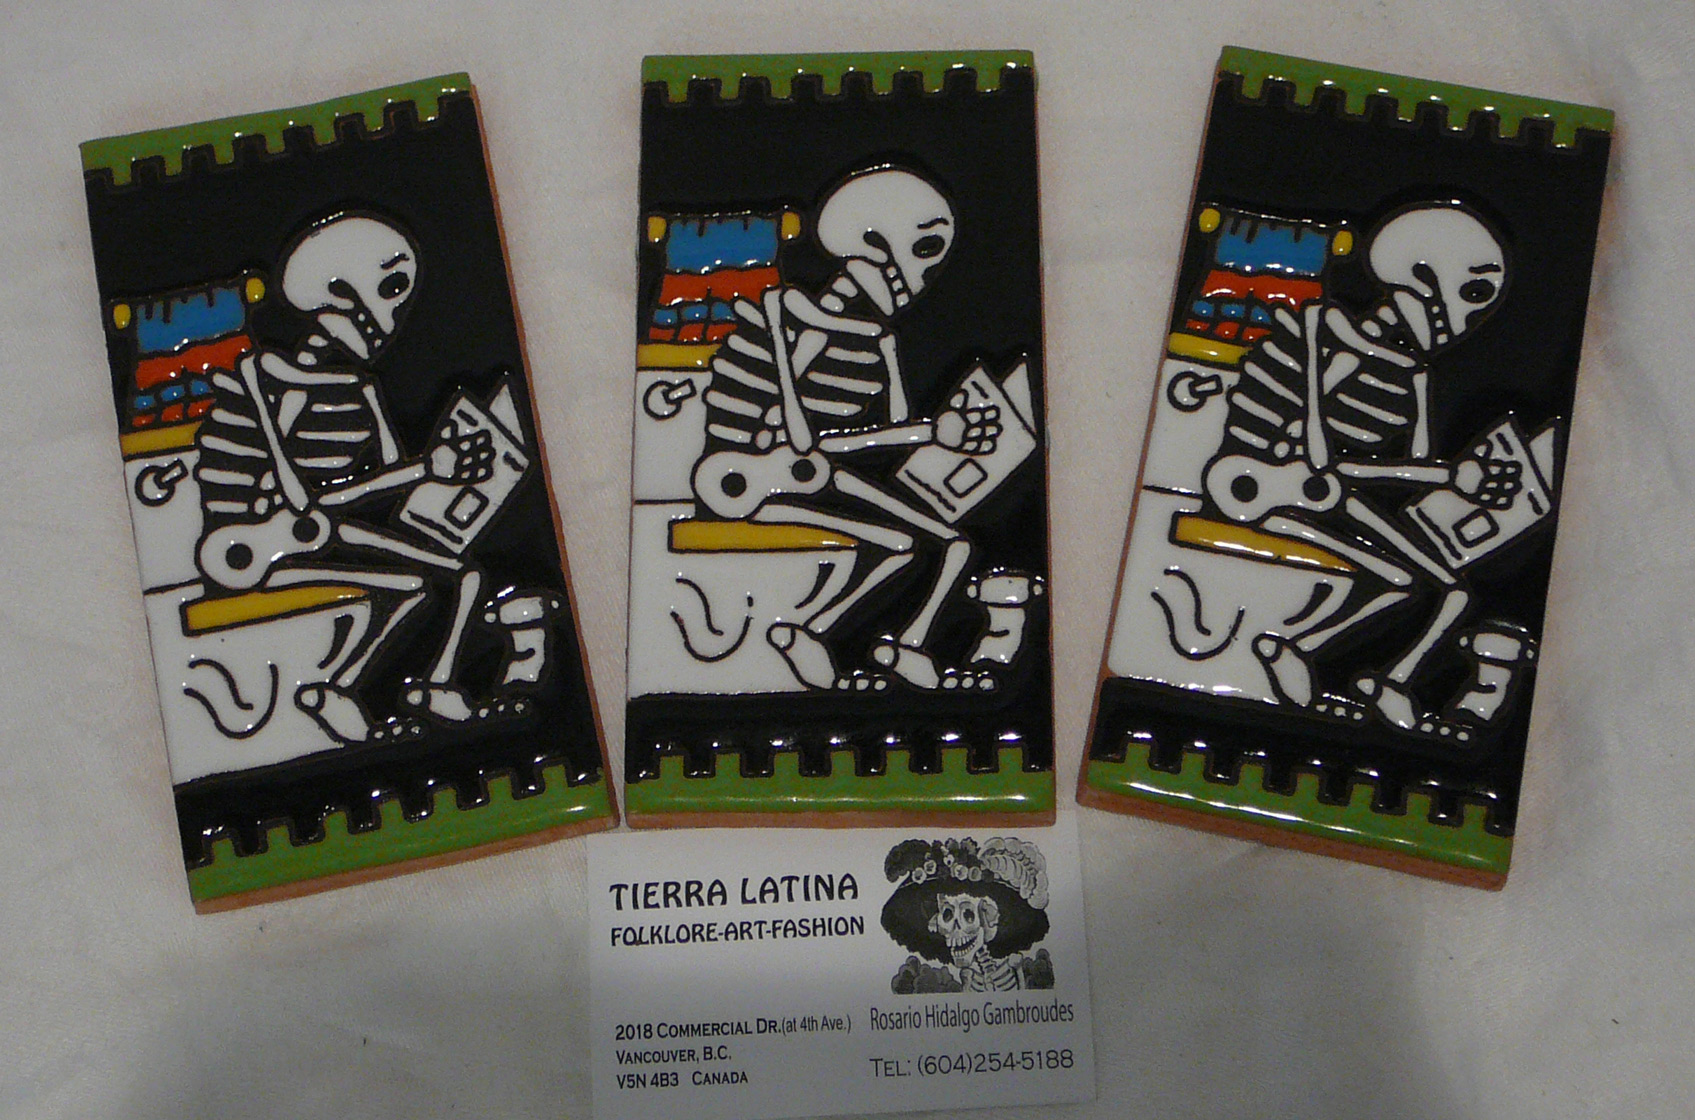 TIERRA LATINA
FOLKLORE-ART-FASHION
2018 COMMERCIAL DR.(at 4th Ave.)
VANCOUVER, B.C.
V5N 4B3 CANADA
Rosario Hidalgo Gambroudes
TEL: (604)254-5188